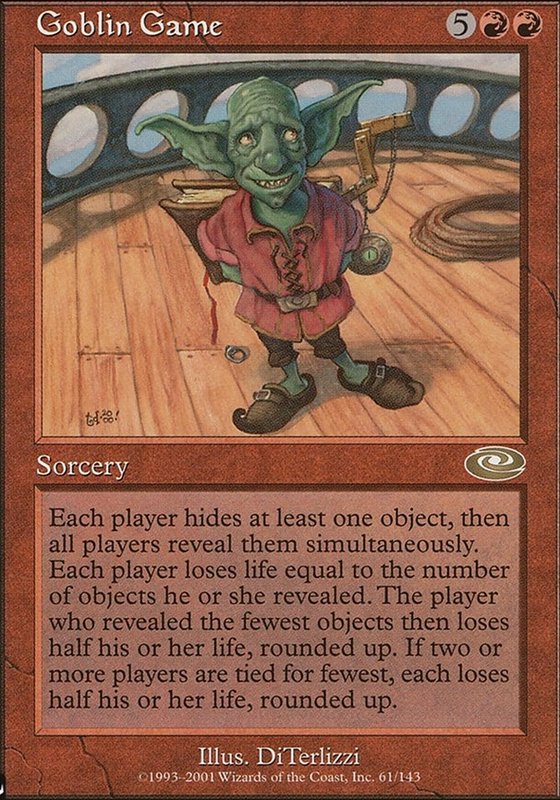 Goblin Game 5
Sorcery
Each player hides at least one object, then
all players reveal them simultaneously.
Each player loses life equal to the number
of objects he or she revealed. The player
who revealed the fewest objects then loses
half his or her life, rounded up. If two or
more players are tied for fewest, each loses
half his or her life, rounded up.
Illus. DiTerlizzi
©1993–2001 Wizards of the Coast, Inc. 61/143